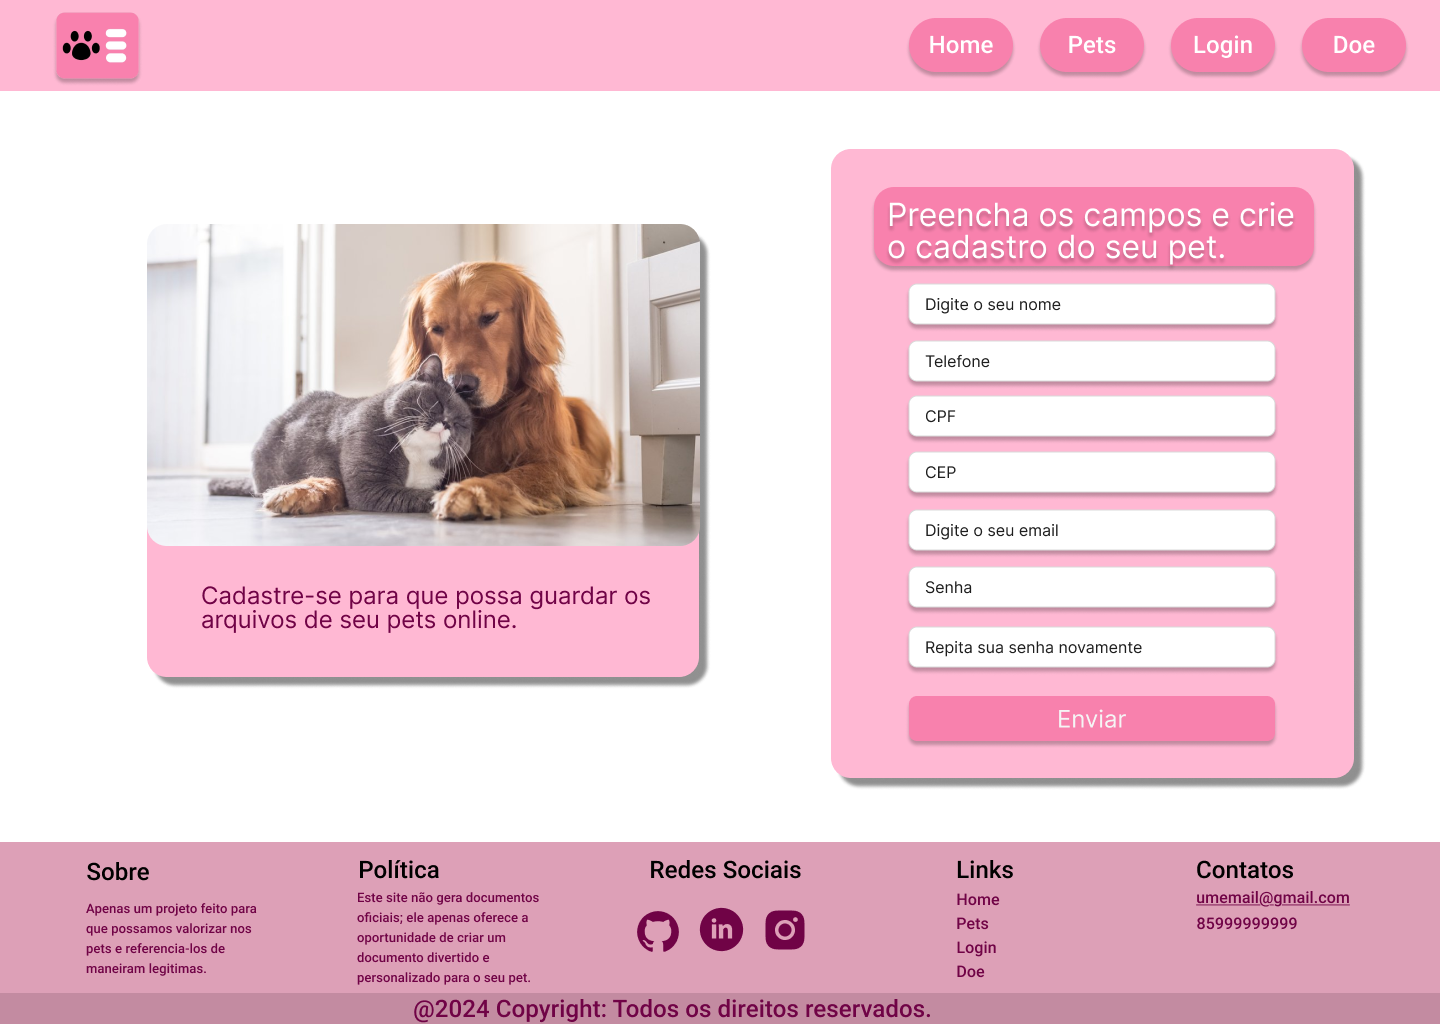 Home
Pets
Login
Doe
Cadastre-se para que possa guardar os
arquivos de seu pets online.
Preencha os campos e crie
o cadastro do seu pet.
Digite o seu nome
Telefone
CPF
CEP
Digite o seu email
Senha
Repita sua senha novamente
Enviar
Sobre
Apenas um projeto feito para
que possamos valorizar nos
pets e referencia-los de
maneiram legitimas.
Política
Este site não gera documentos
oficiais; ele apenas oferece a
oportunidade de criar um
documento divertido e
personalizado para o seu pet.
Redes Sociais
in
Links
Home
Pets
Login
Doe
Contatos
umemail@gmail.com
85999999999
@2024 Copyright: Todos os direitos reservados.